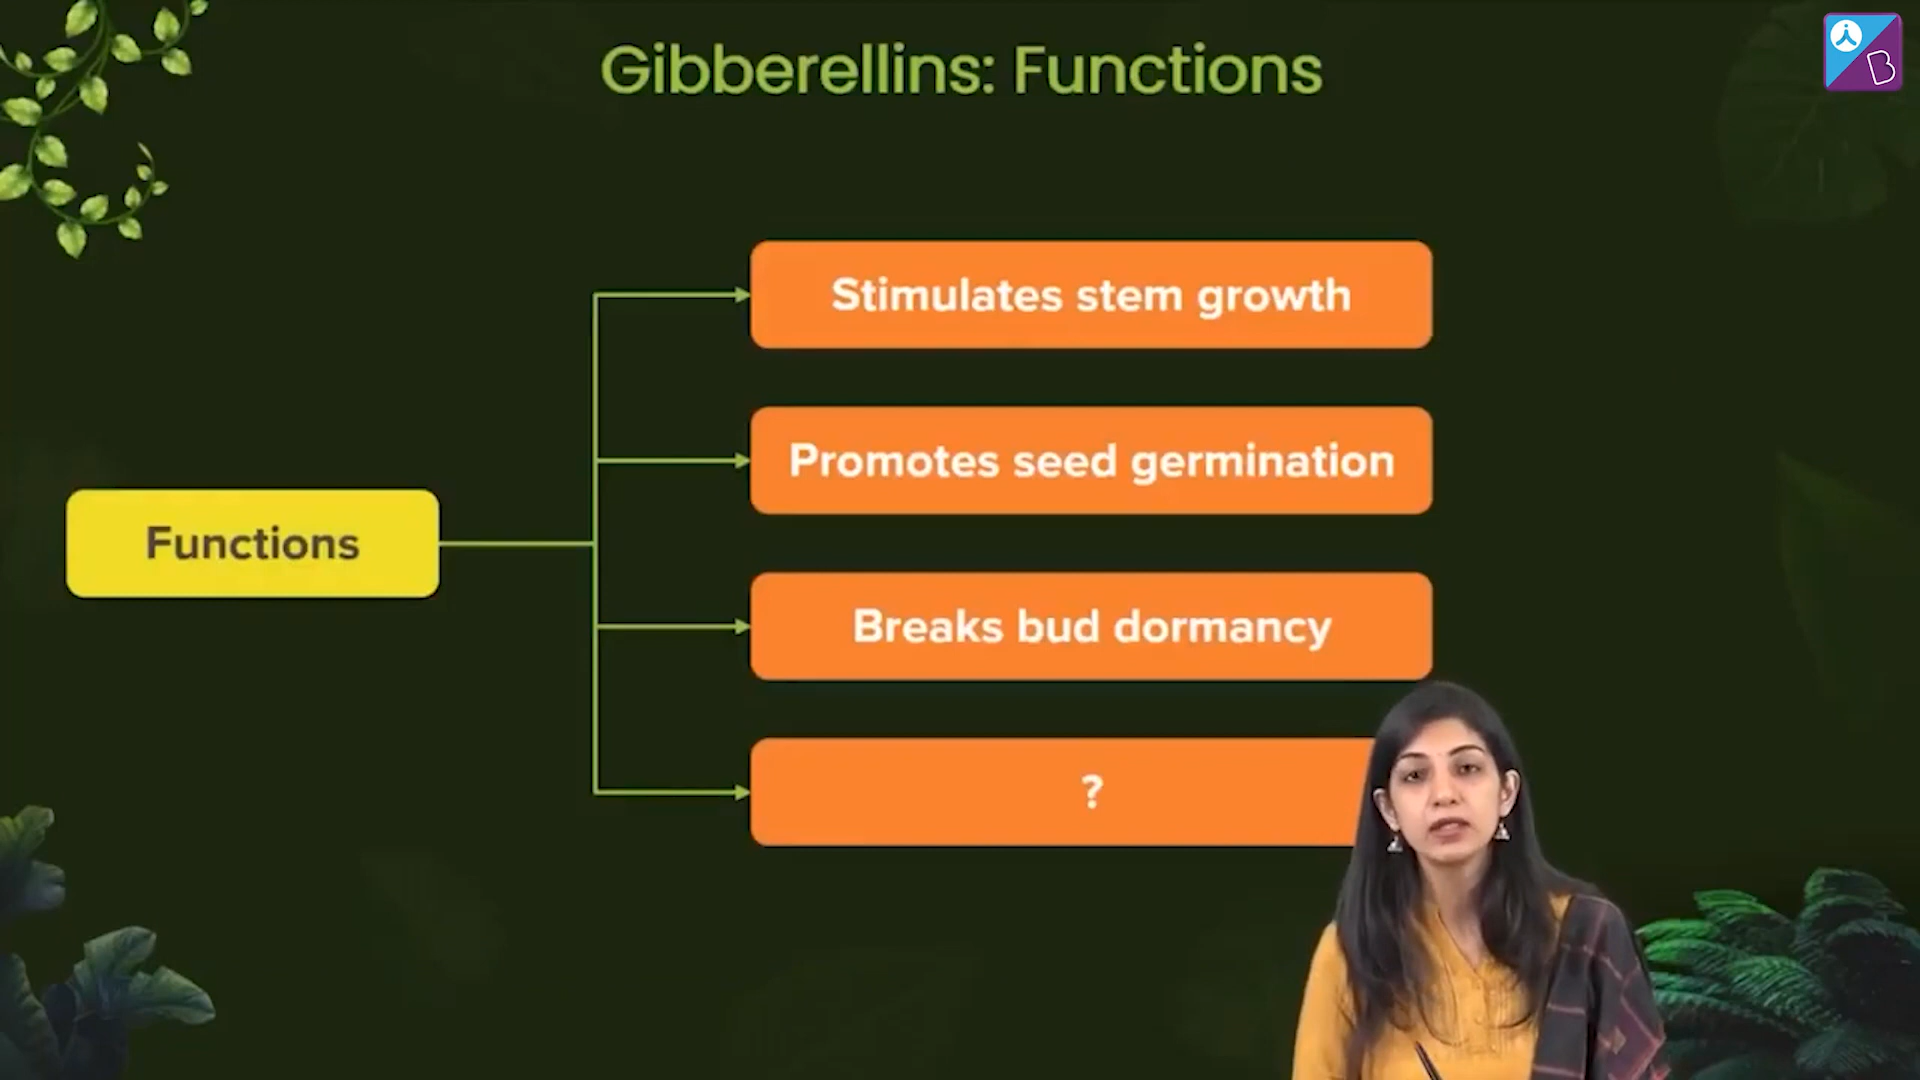 Gibberellins: Functions
Stimulates stem growth
Promotes seed germination
Functions
Breaks bud dormancy
?
B